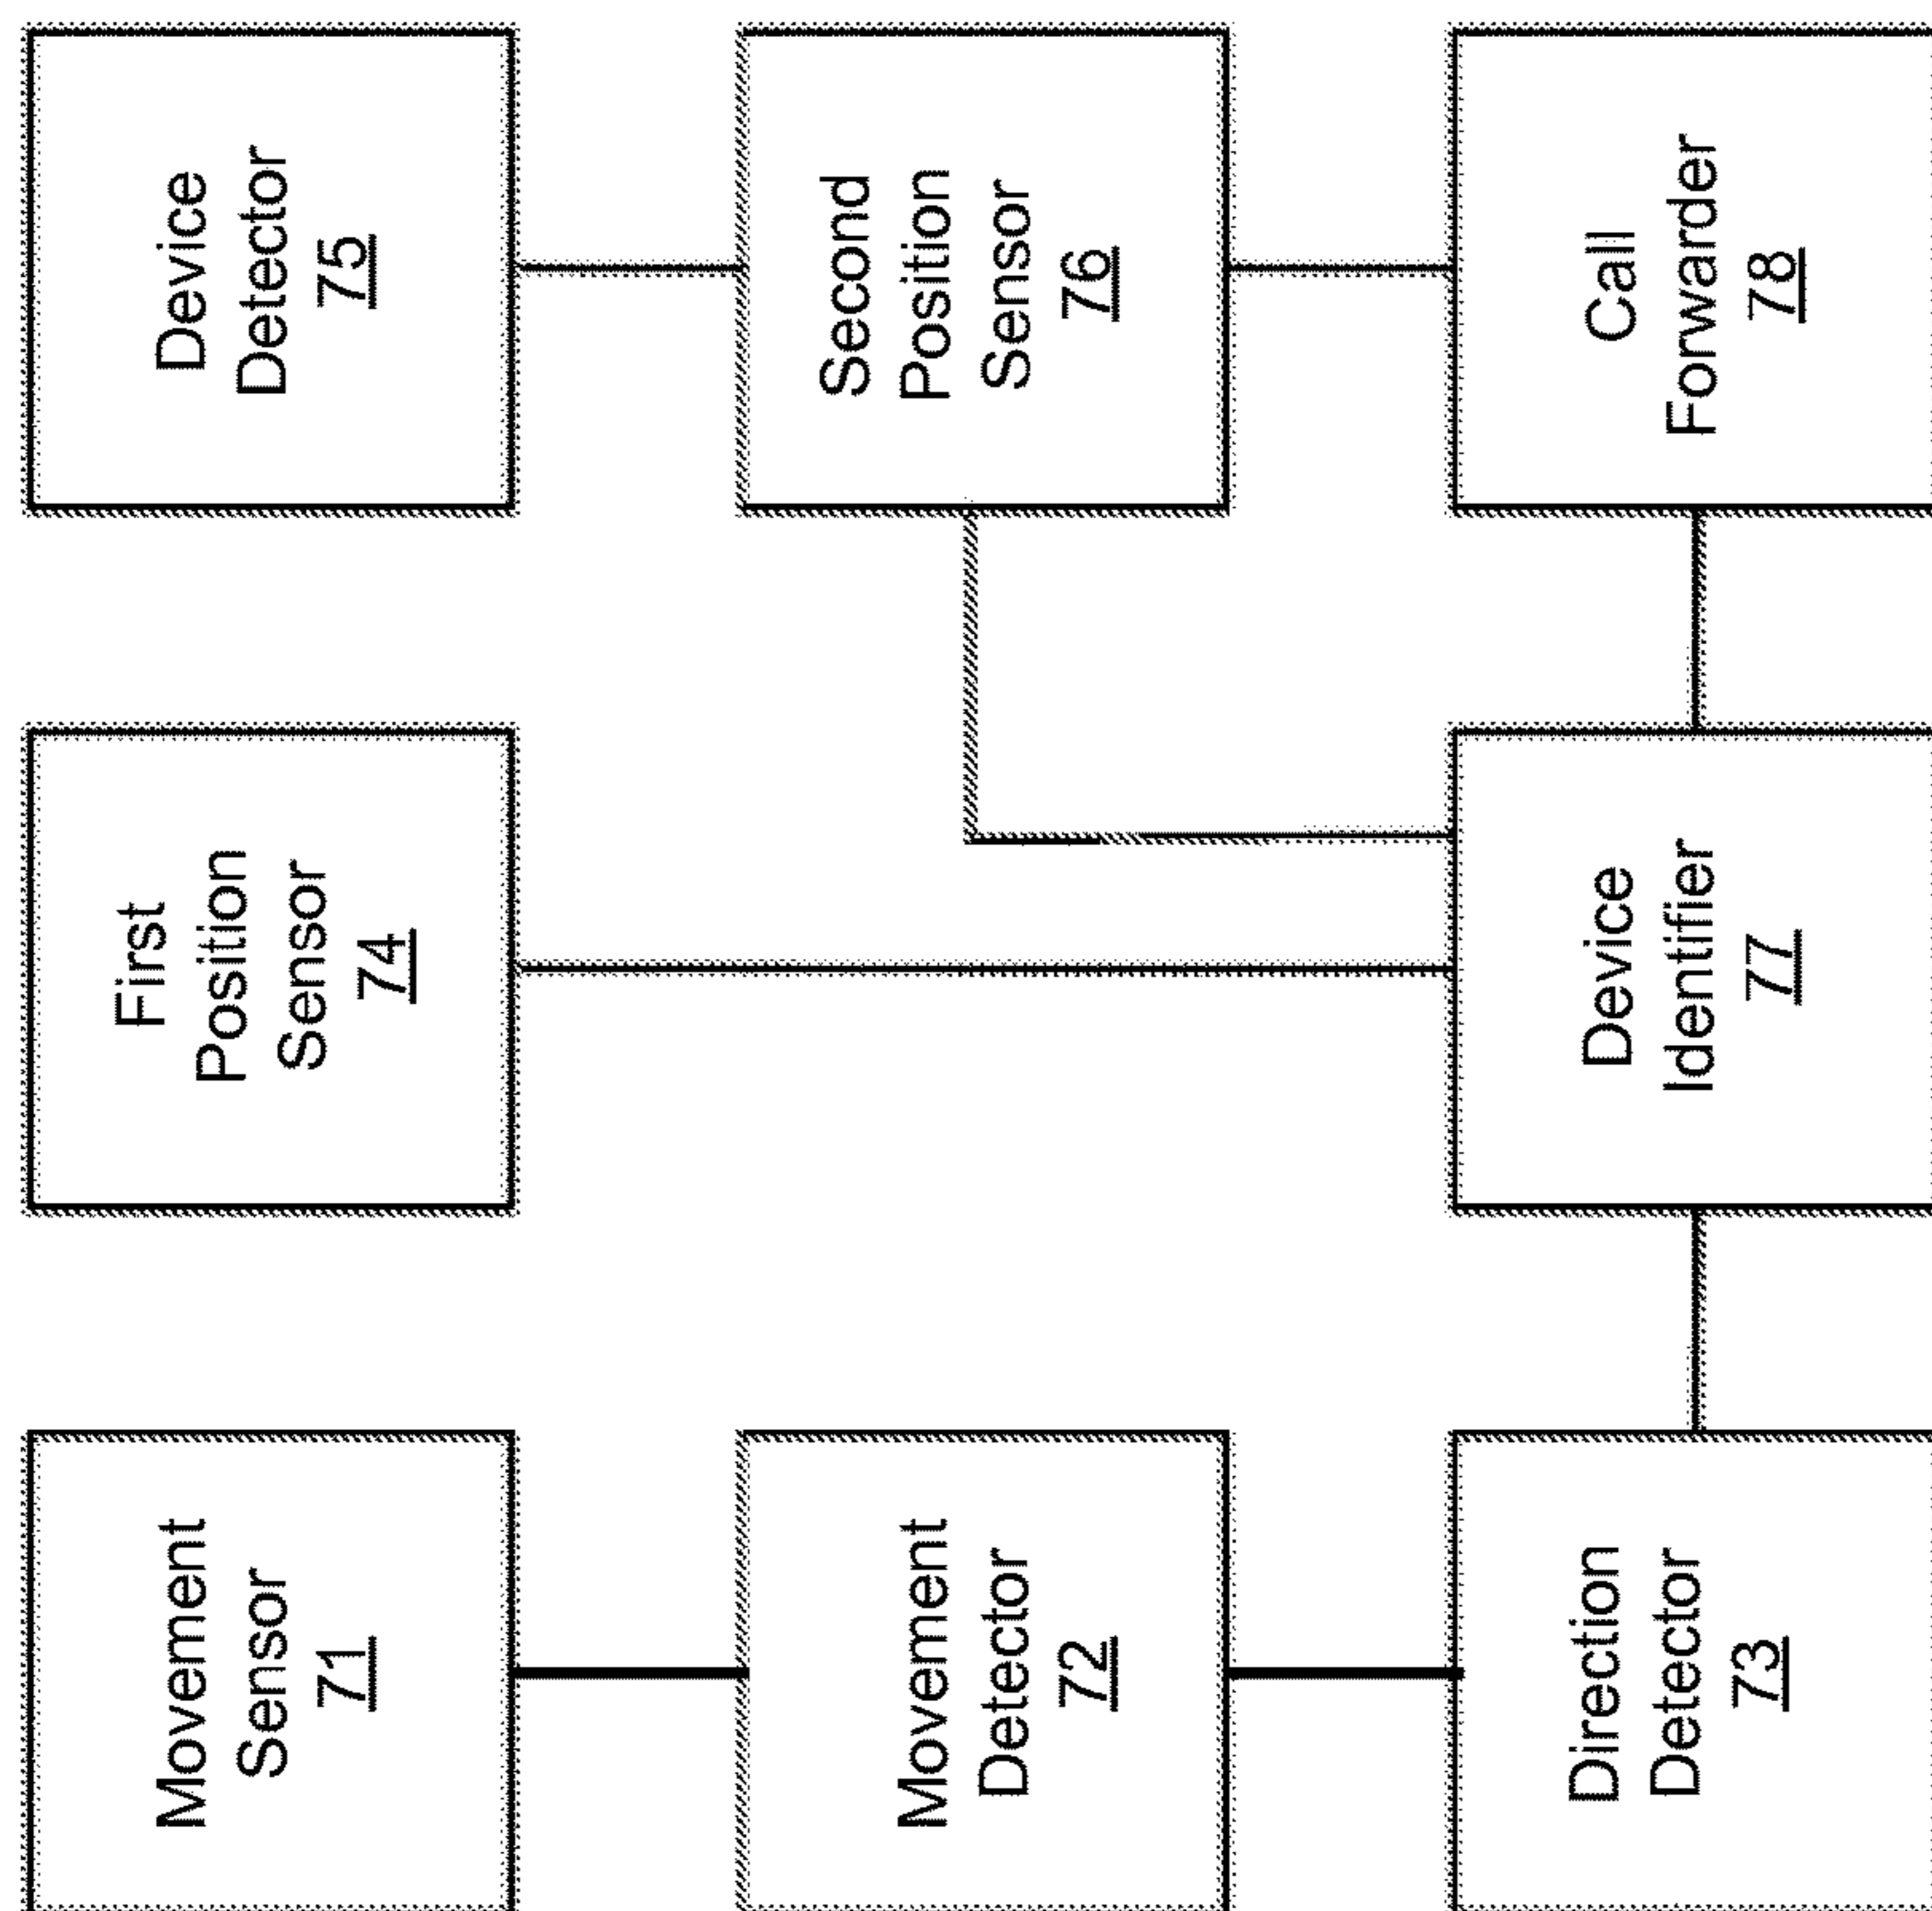 Movement
Sensor
71
First
Position
Sensor
74
Device
Detector
75
Movement
Detector
72
Second
Position
Sensor
76
Direction
Detector
73
Device
Identifier
77
Call
Forwarder
78